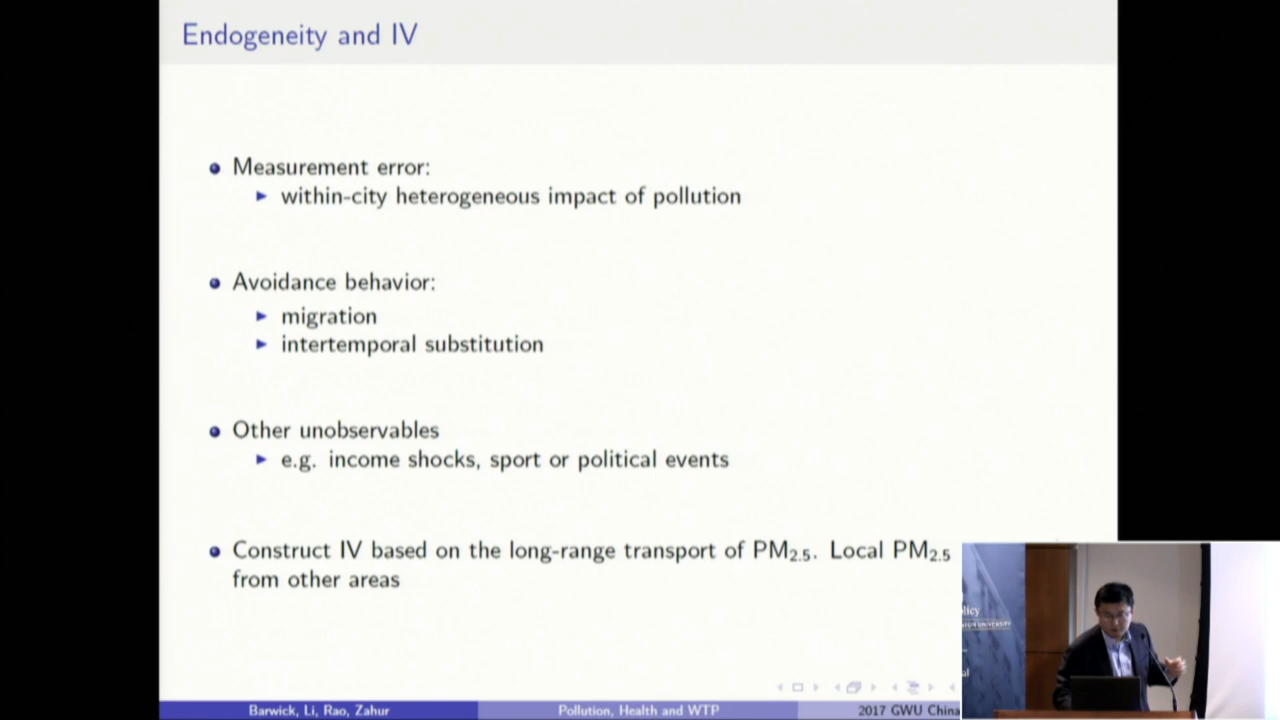 Endogeneity and IV
Measurement error:
within-city heterogeneous impact of pollution
Avoidance behavior:
migration
intertemporal substitution
Other unobservables
e.g. income shocks, sport or political events
Construct IV based on the long-range transport of PM2.5. Local PM2.5
from other areas
Barwick, Li, Rao, Zahur
Pollution, Health and WTP
2017 GWU China